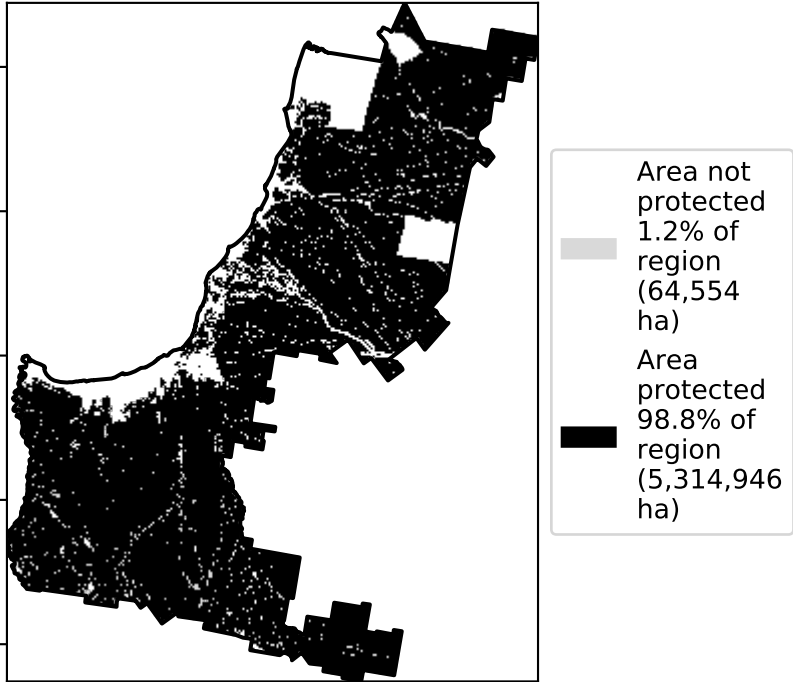 Area not
protected
1.2% of
region
(64,554
ha)
Area
protected
98.8% of
region
(5,314,946
ha)